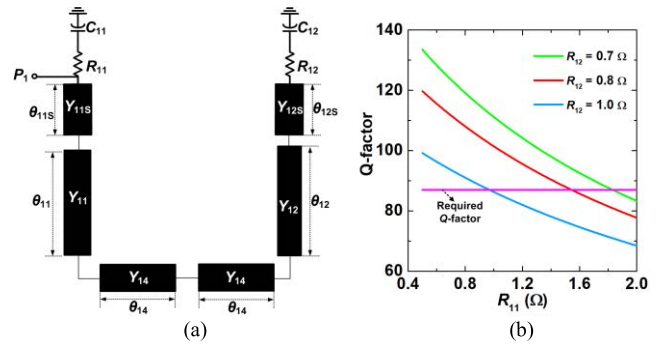 C11
C12
R11
R12
P1
θ11S
Y11S
Y12S
θ12S
θ11
Y11
Y12
θ12
Y14
Y14
θ14
θ14
(a)
140
120
100
80
60
Q-factor
R12 = 0.7 Ω
R12 = 0.8 Ω
R12 = 1.0 Ω
Required
Q-factor
0.4
0.8
1.2
1.6
2.0
R11 (Ω)
(b)